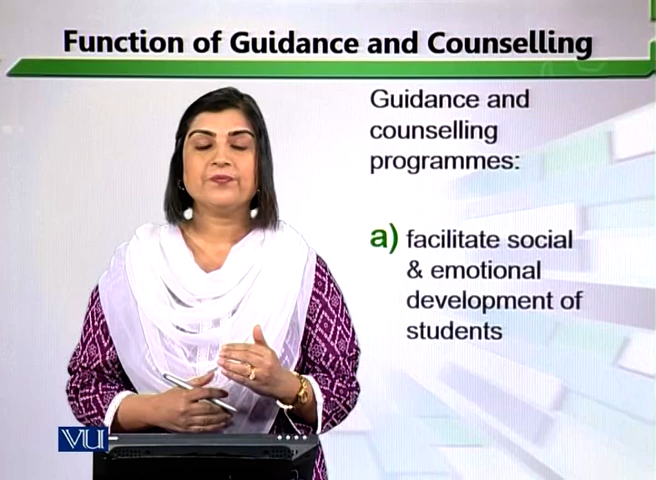 Function of Guidance and Counselling
Guidance and
counselling
programmes:
a) facilitate social
& emotional
development of
students
VU